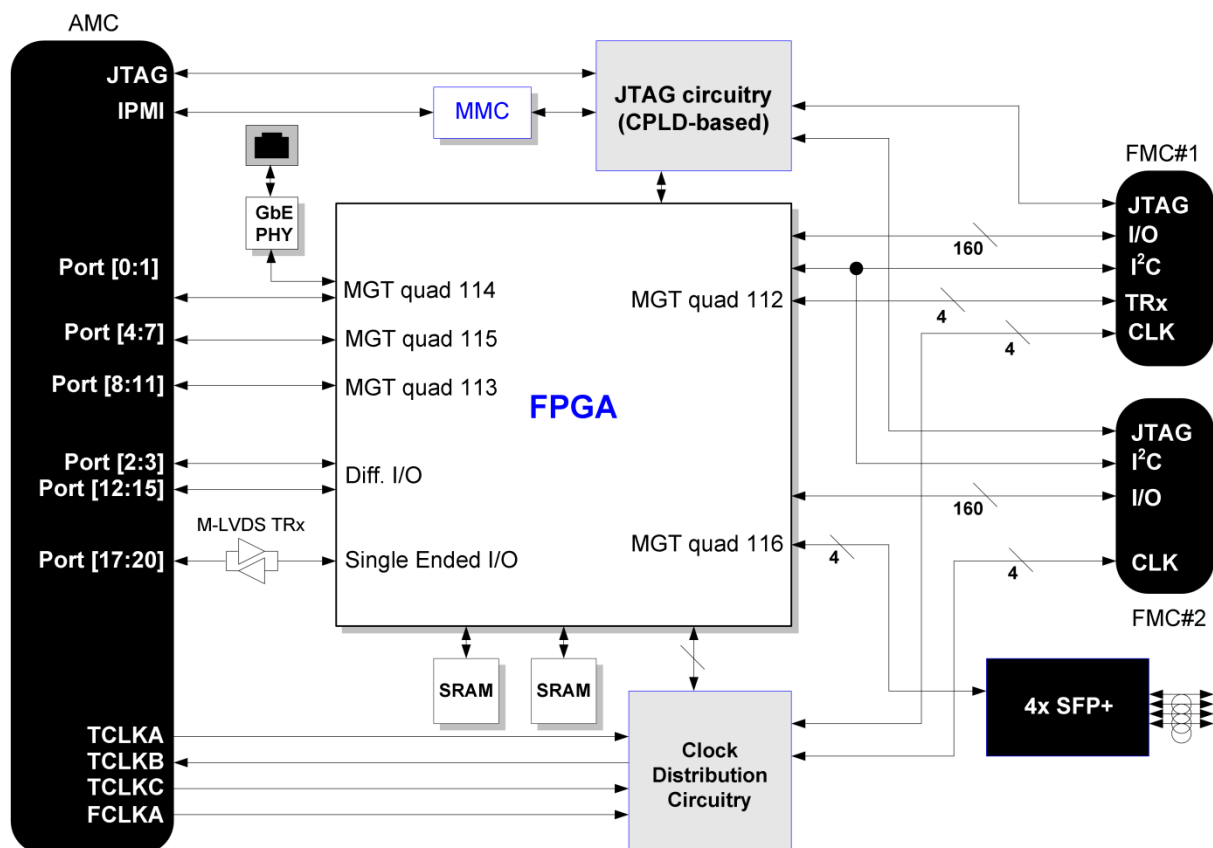 AMC
JTAG
IPMI
MMC
JTAG circuitry
(CPLD-based)
FMC#1
GbE
PHY
JTAG
I/O
160
I²C
Port [0:1]
MGT quad 114
MGT quad 112
TRx
4
Port [4:7]
MGT quad 115
CLK
4
Port [8:11]
MGT quad 113
FPGA
JTAG
Port [2:3]
Diff. I/O
I²C
Port [12:15]
I/O
160
M-LVDS TRx
MGT quad 116
4
Port [17:20]
Single Ended I/O
CLK
4
FMC#2
SRAM
SRAM
4x SFP+
TCLKA
TCLKB
TCLKC
FCLKA
Clock
Distribution
Circuitry